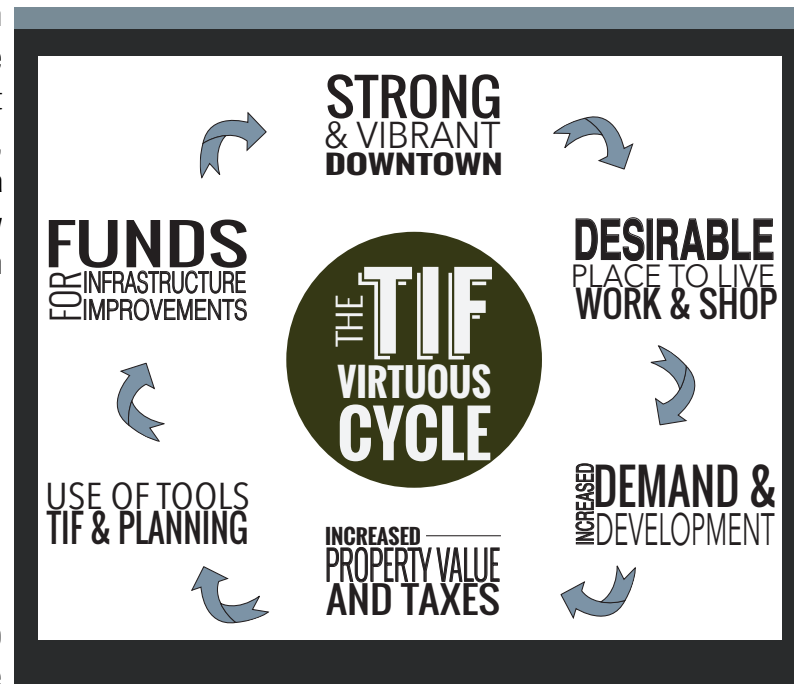 STRONG
& VIBRANT
DOWNTOWN
DESIRABLE
PLACE TO LIVE
WORK & SHOP
INCREASED
DEMAND &
DEVELOPMENT
INCREASED
PROPERTY VALUE
AND TAXES
USE OF TOOLS
TIF & PLANNING
FUNDS
FOR
INFRASTRUCTURE
IMPROVEMENTS
THE
TIF
VIRTUOUS
CYCLE